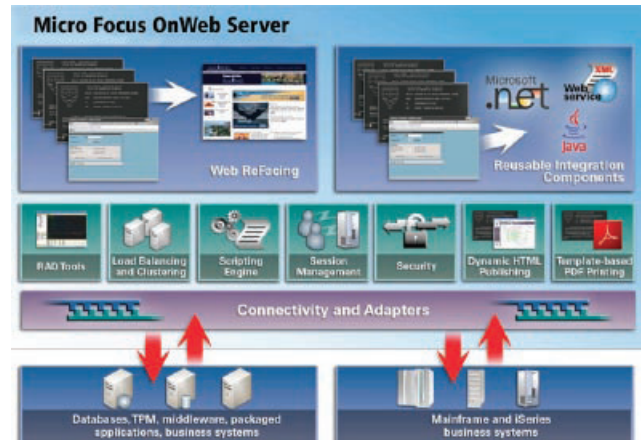 Micro Focus OnWeb Server
Web ReFacing
Microsoft
.net
XML
Web
service
Java
Reusable Integration
Components
RAD Tools
Load Balancing
and Clustering
Scripting
Engine
Session
Management
Security
Dynamic HTML
Publishing
Template-based
PDF Printing
Connectivity and Adapters
Databases, TPM, middleware, packaged
applications, business systems
Mainframe and iSeries
business systems